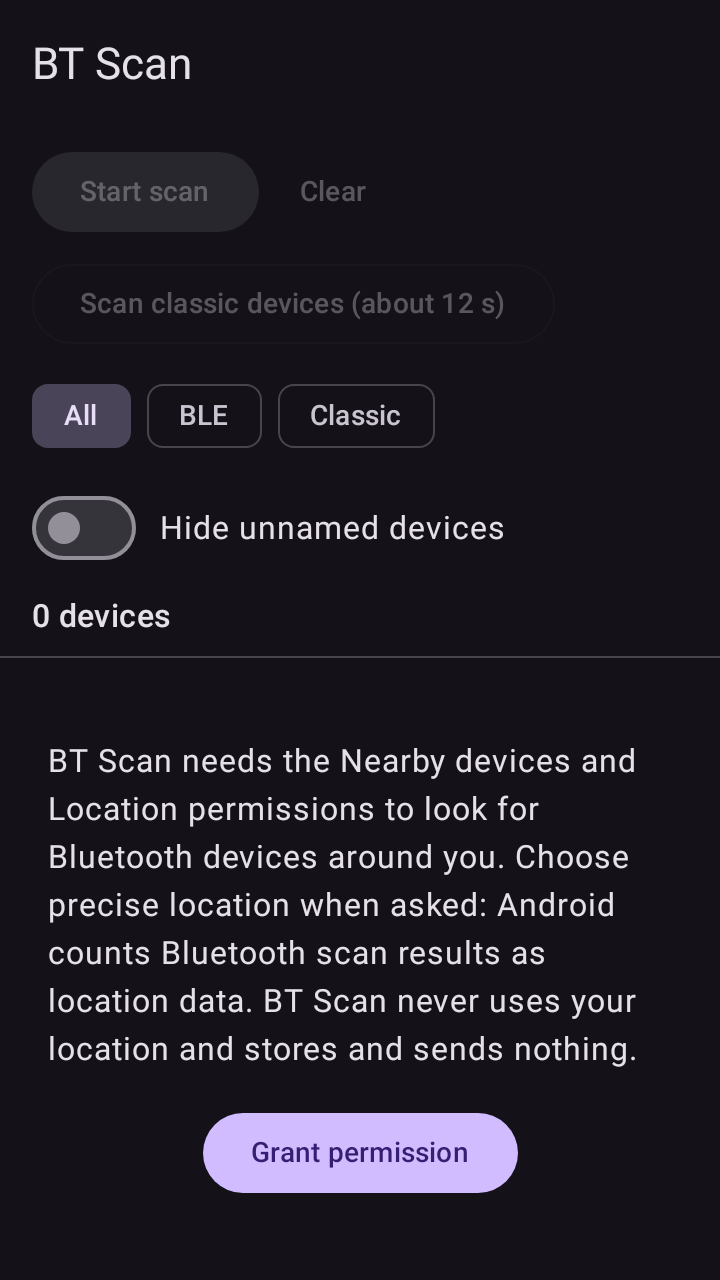 BT Scan
Start scan
Clear
Scan classic devices (about 12 s)
All
BLE
Classic
Hide unnamed devices
0 devices
BT Scan needs the Nearby devices and
Location permissions to look for
Bluetooth devices around you. Choose
precise location when asked: Android
counts Bluetooth scan results as
location data. BT Scan never uses your
location and stores and sends nothing.
Grant permission